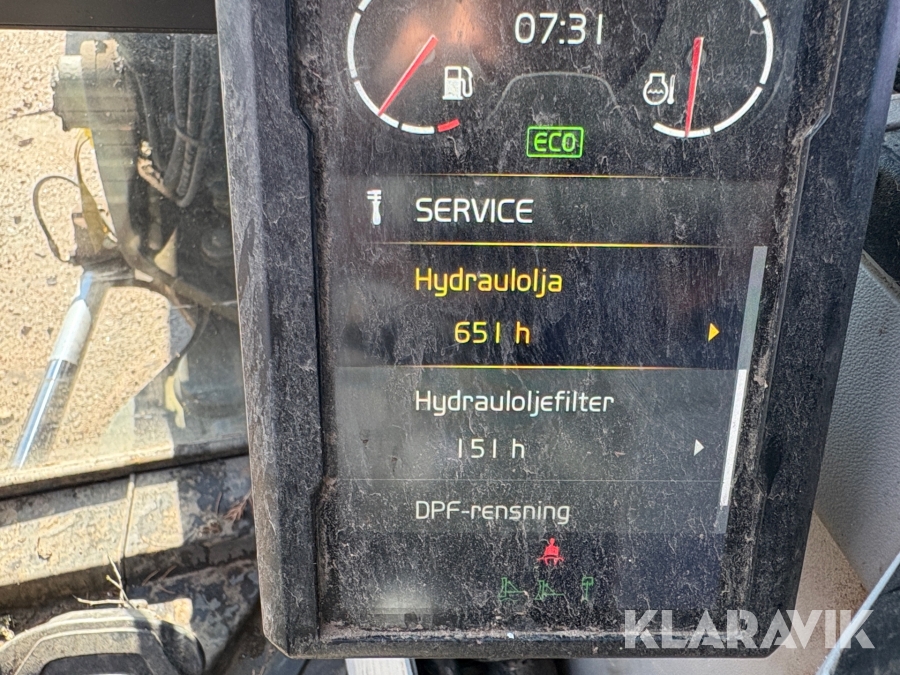 07:31
ECO
SERVICE
Hydraulolja
651 h
Hydrauloljefilter
151 h
DPF-rensning
KLARAVIK